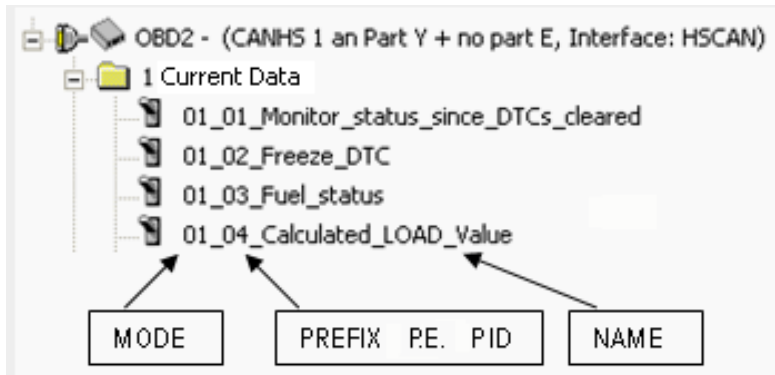 OBD2 - (CANHS 1 an Part Y + no part E, Interface: HSCAN)
1 Current Data
01_01_Monitor_status_since_DTCs_cleared
01_02_Freeze_DTC
01_03_Fuel_status
01_04_Calculated_LOAD_Value
MODE PREFIX P.E. PID NAME